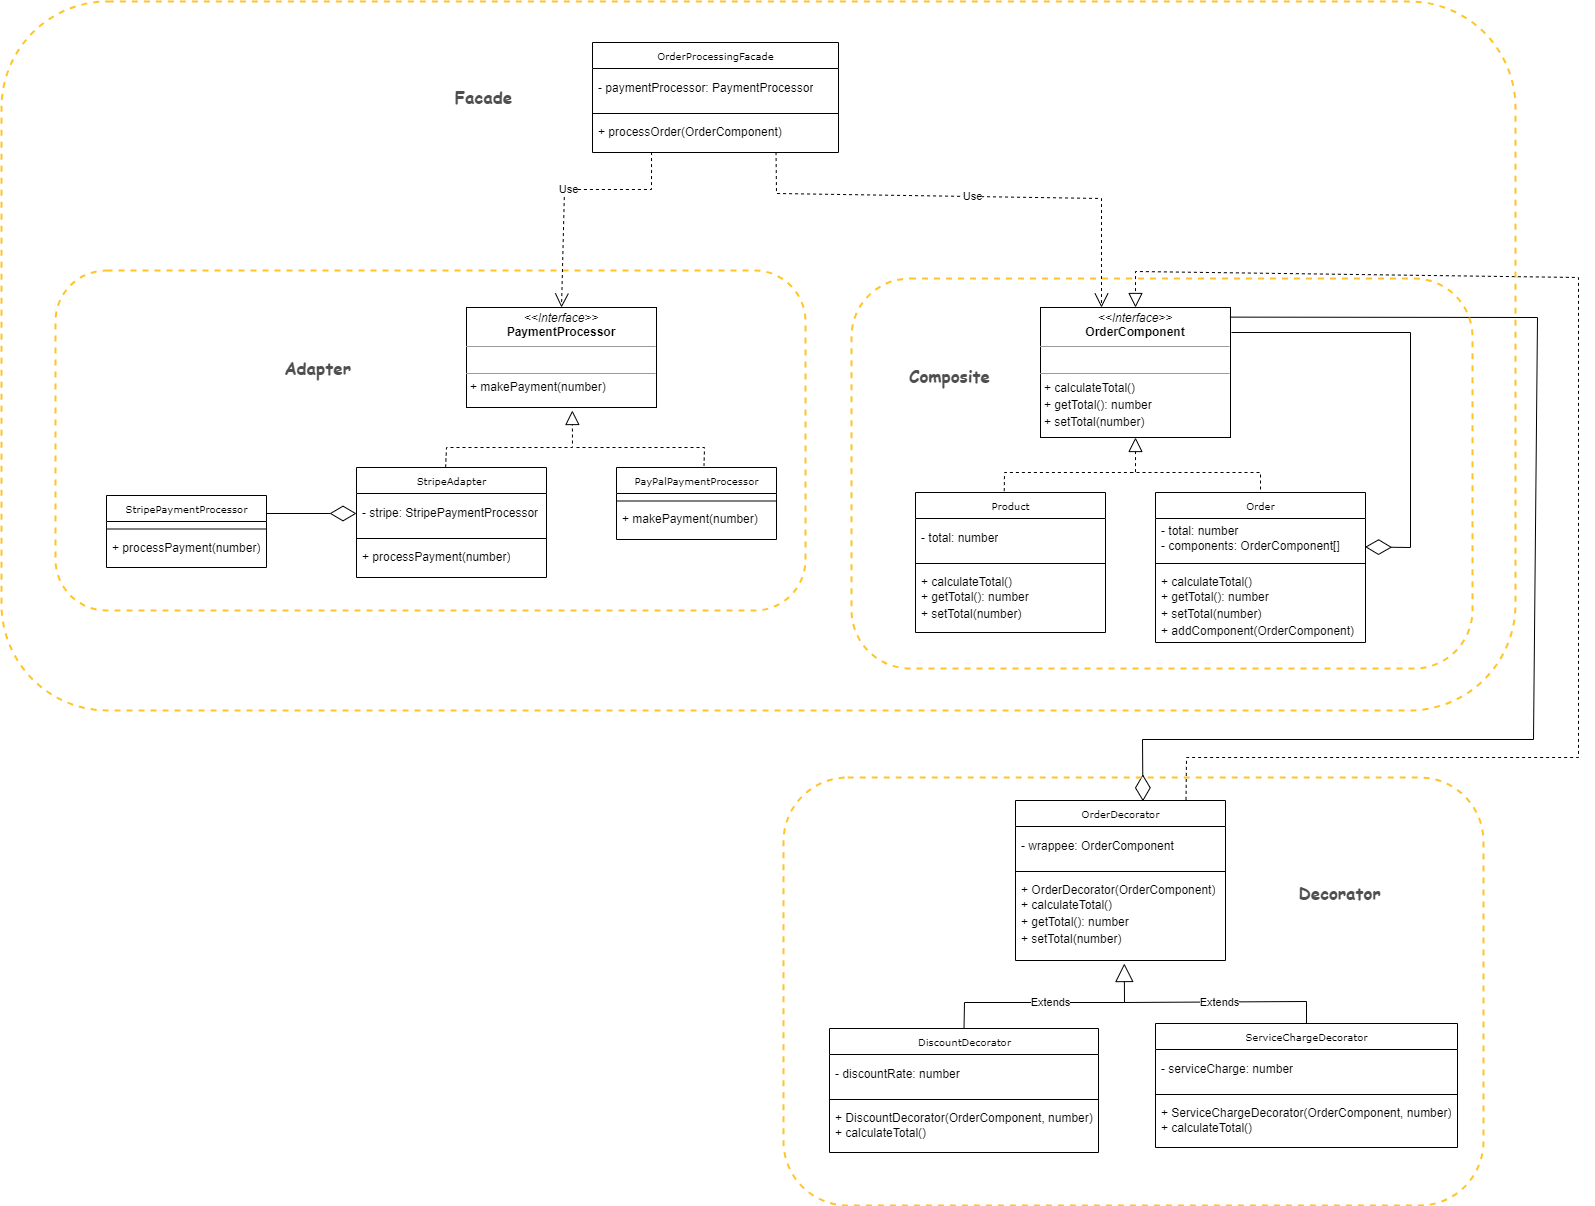 OrderProcessingFacade
- paymentProcessor: PaymentProcessor
+ processOrder(OrderComponent)
Facade
Use
Use
Adapter
<<Interface>>
PaymentProcessor
+ makePayment(number)
StripePaymentProcessor
+ processPayment(number)
StripeAdapter
- stripe: StripePaymentProcessor
+ processPayment(number)
PayPalPaymentProcessor
+ makePayment(number)
Composite
<<Interface>>
OrderComponent
+ calculateTotal()
+ getTotal(): number
+ setTotal(number)
Product
- total: number
+ calculateTotal()
+ getTotal(): number
+ setTotal(number)
Order
- total: number
- components: OrderComponent[]
+ calculateTotal()
+ getTotal(): number
+ setTotal(number)
+ addComponent(OrderComponent)
OrderDecorator
- wrappee: OrderComponent
+ OrderDecorator(OrderComponent)
+ calculateTotal()
+ getTotal(): number
+ setTotal(number)
Decorator
Extends
Extends
DiscountDecorator
- discountRate: number
+ DiscountDecorator(OrderComponent, number)
+ calculateTotal()
ServiceChargeDecorator
- serviceCharge: number
+ ServiceChargeDecorator(OrderComponent, number)
+ calculateTotal()